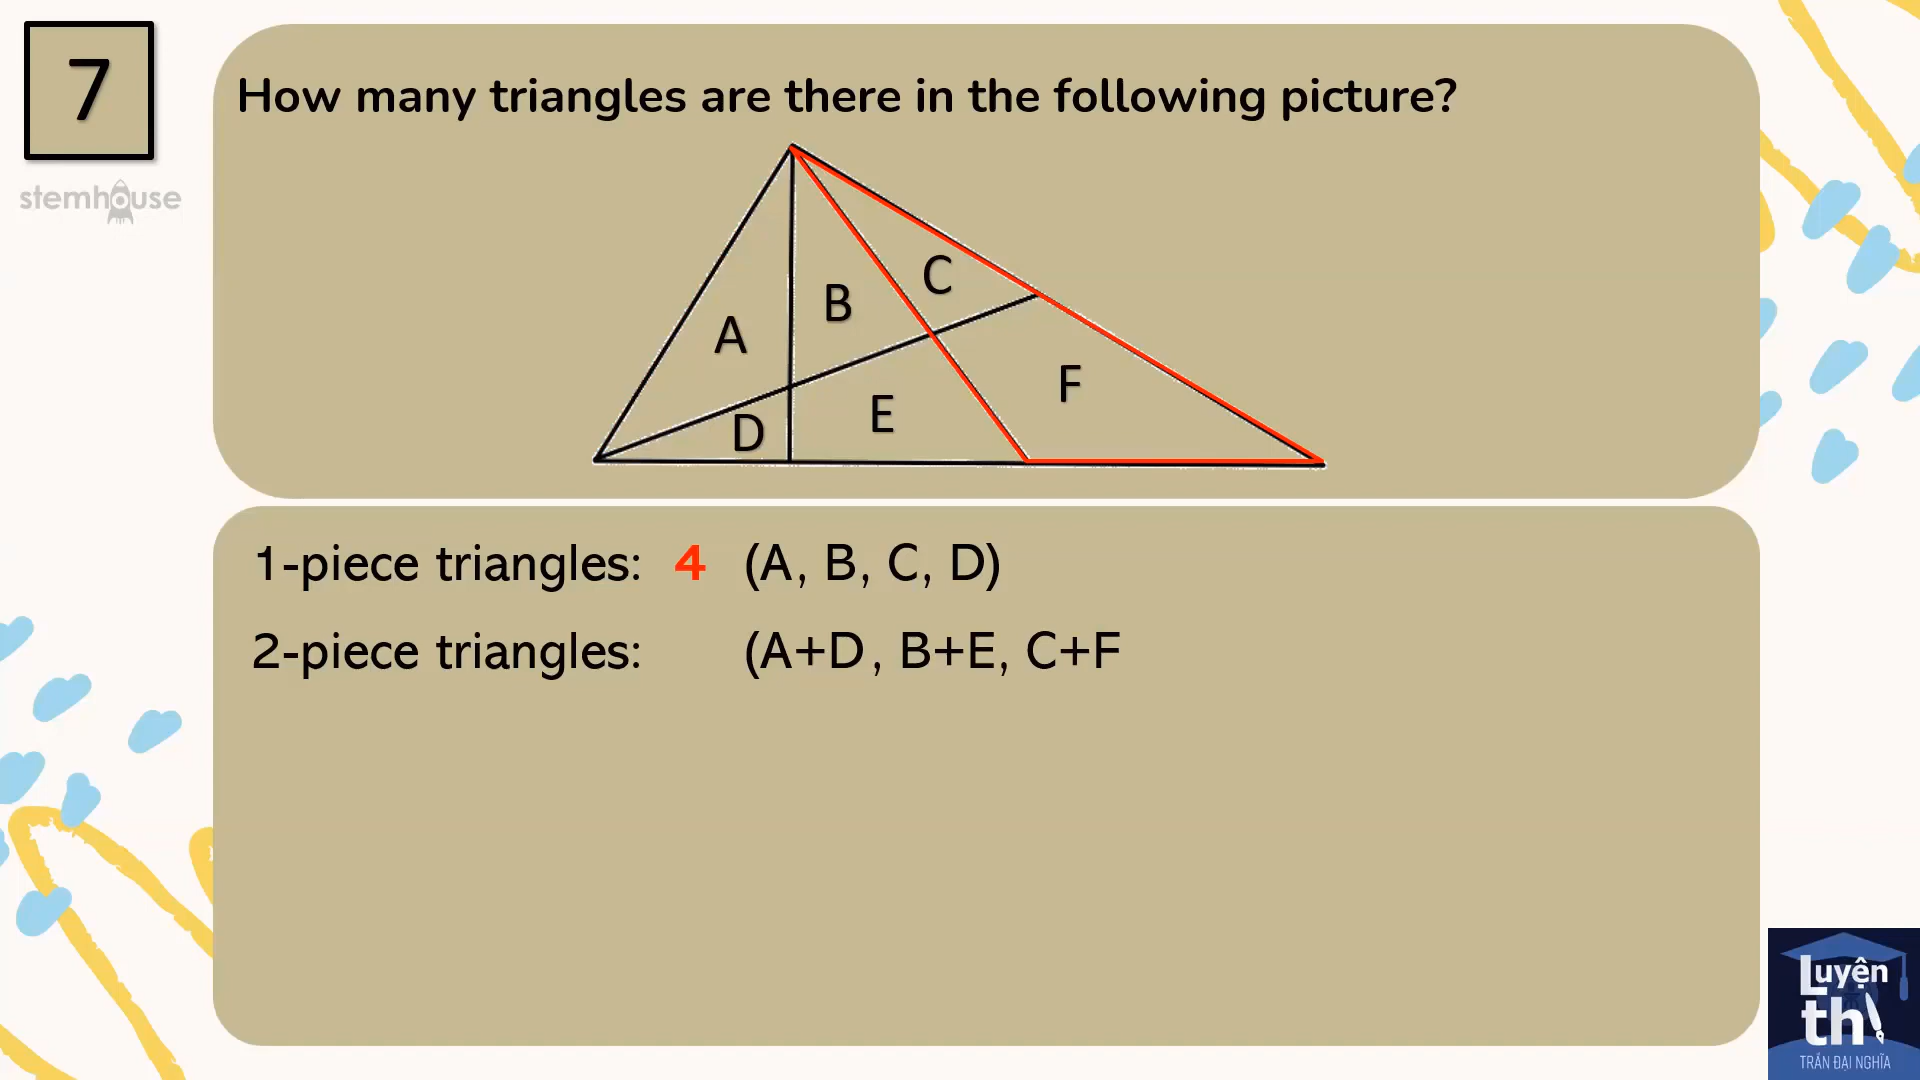 7
stemhouse
How many triangles are there in the following picture?
A
B
C
D
E
F
1-piece triangles: 4 (A, B, C, D)
2-piece triangles: (A+D, B+E, C+F
Luyện
thi
TRẦN ĐẠI NGHĨA